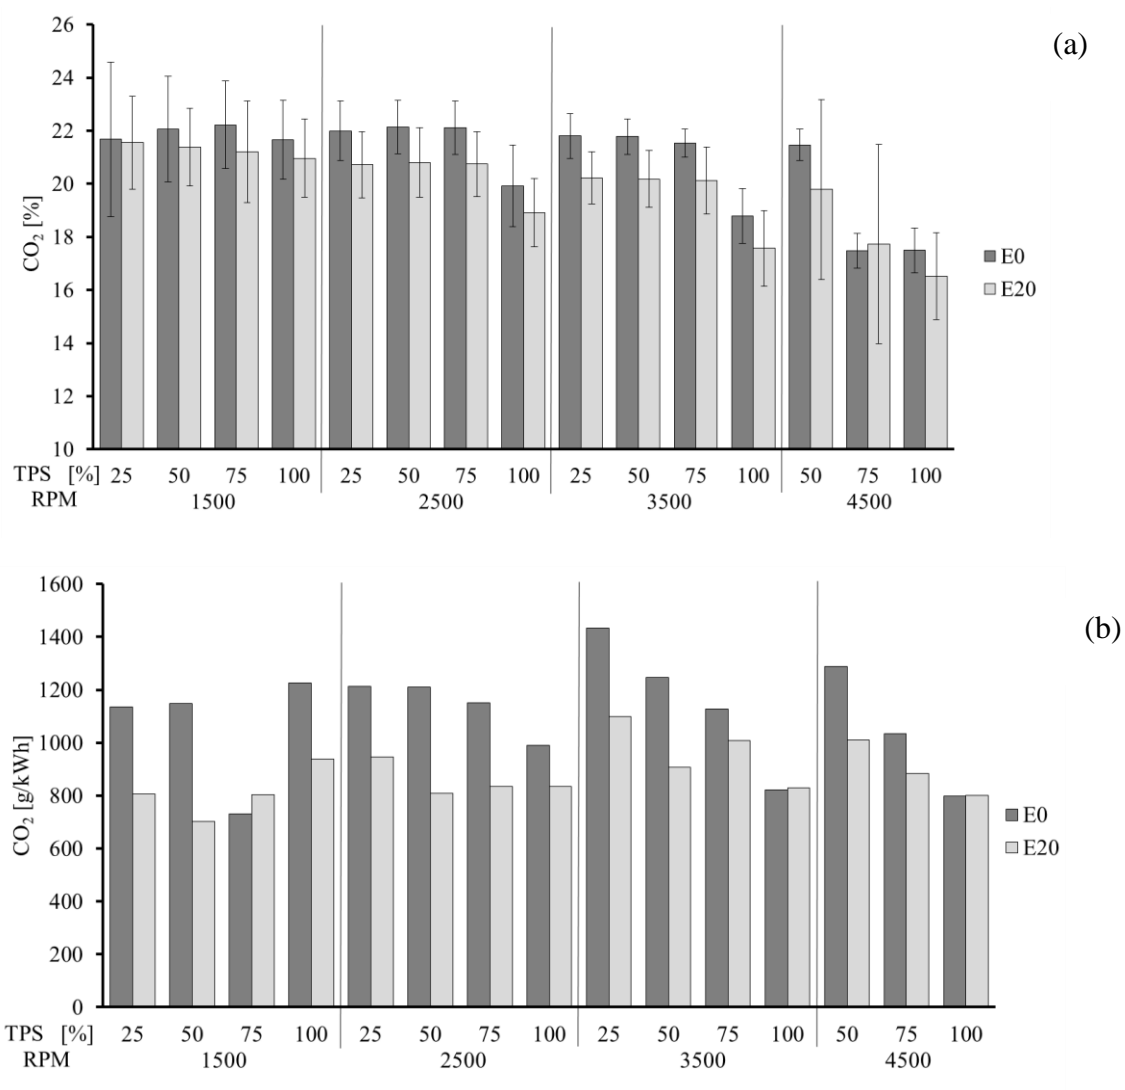 (a)
CO2 [%]
26
24
22
20
18
16
14
12
10
E0
E20
TPS [%] 25 50 75 100 25 50 75 100 25 50 75 100 50 75 100
RPM 1500 2500 3500 4500
(b)
CO2 [g/kWh]
1600
1400
1200
1000
800
600
400
200
0
E0
E20
TPS [%] 25 50 75 100 25 50 75 100 25 50 75 100 50 75 100
RPM 1500 2500 3500 4500